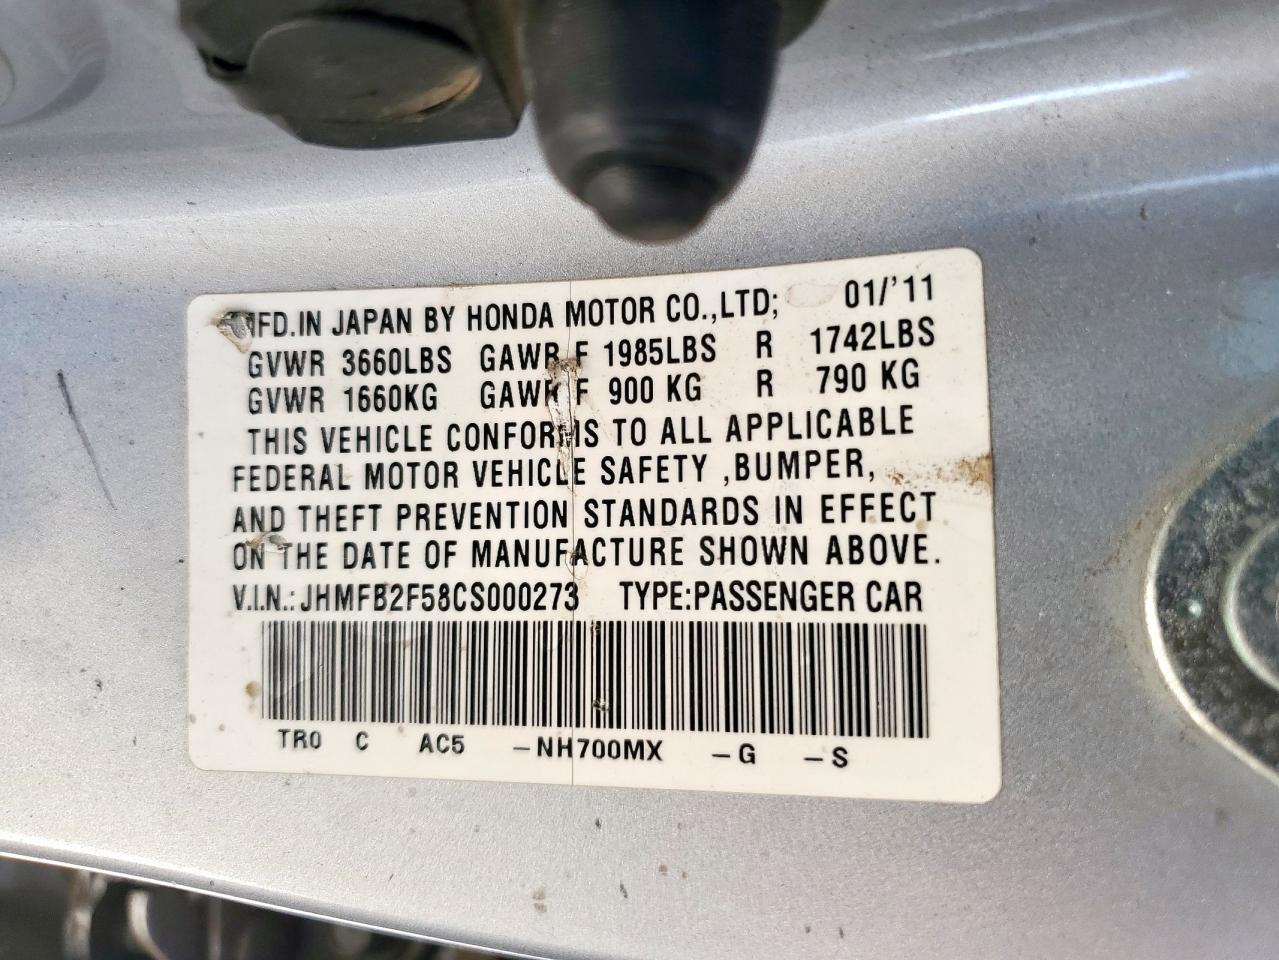 MFD.IN JAPAN BY HONDA MOTOR CO.,LTD; 01/'11
GVWR 3660LBS GAWR F 1985LBS R 1742LBS
GVWR 1660KG GAWR F 900 KG R 790 KG
THIS VEHICLE CONFORMS TO ALL APPLICABLE
FEDERAL MOTOR VEHICLE SAFETY ,BUMPER,
AND THEFT PREVENTION STANDARDS IN EFFECT
ON THE DATE OF MANUFACTURE SHOWN ABOVE.
V.I.N.: JHMFB2F58CS000273 TYPE:PASSENGER CAR
TR0 C AC5 -NH700MX -G -S